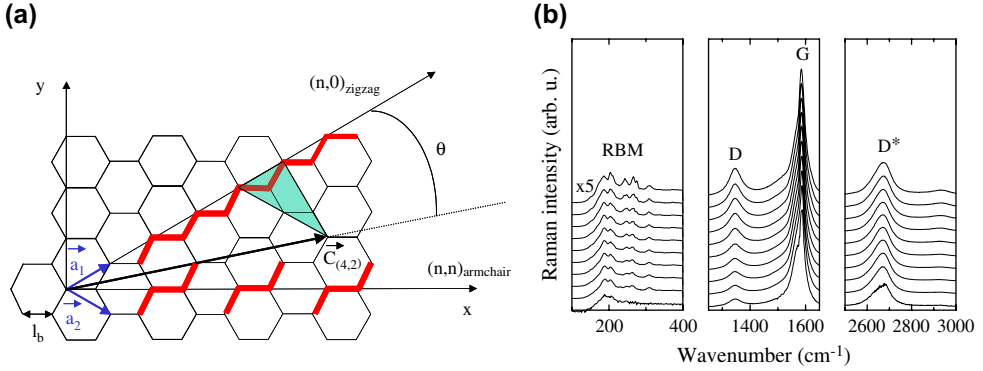 (a)
y
(n,0)zigzag
θ
a1
C(4,2)
(n,n)armchair
a2
x
lb
(b)
Raman intensity (arb. u.)
G
RBM
D
D*
x5
200 400 1400 1600 2600 2800 3000
Wavenumber (cm-1)